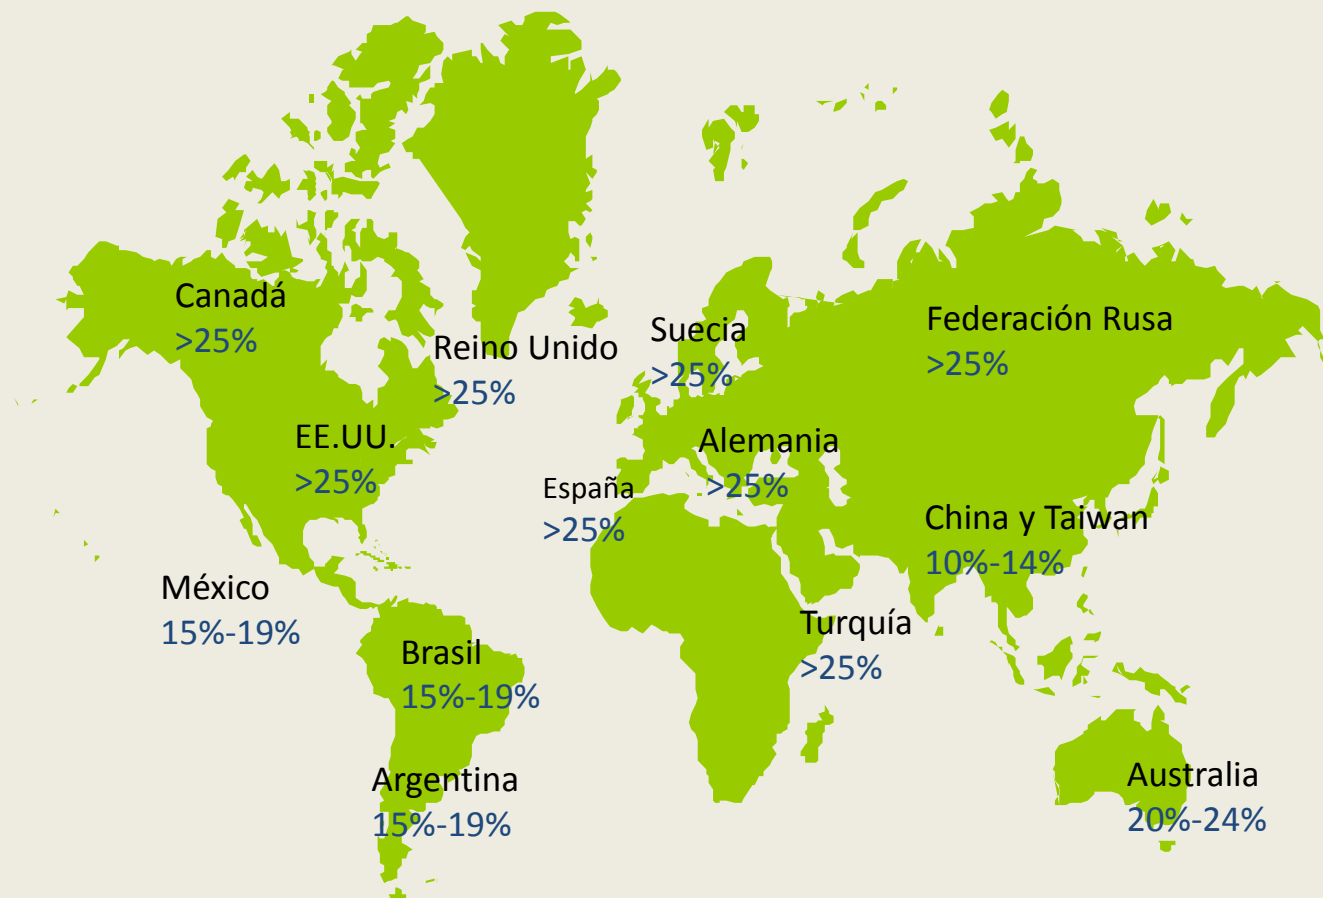 Canadá
>25%
Reino Unido
>25%
Suecia
>25%
Federación Rusa
>25%
EE.UU.
>25%
Alemania
>25%
España
>25%
China y Taiwan
10%-14%
México
15%-19%
Turquía
>25%
Brasil
15%-19%
Argentina
15%-19%
Australia
20%-24%